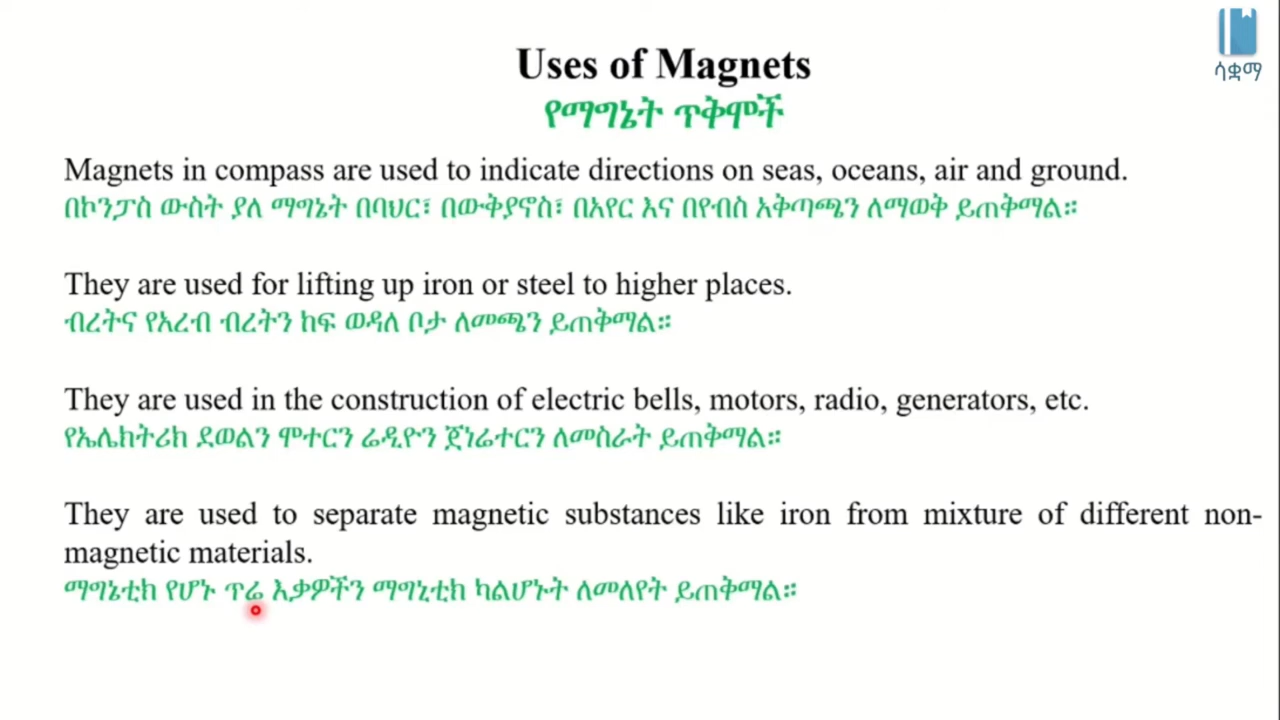 ሳቋማ
Uses of Magnets
የማግኔት ጥቅሞች
Magnets in compass are used to indicate directions on seas, oceans, air and ground.
በኮንፓስ ውስት ያለ ማግኔት በባህር፣ በውቅያኖስ፣ በአየር እና በየብስ አቅጣጫን ለማወቅ ይጠቅማል።
They are used for lifting up iron or steel to higher places.
ብረትና የአረብ ብረትን ከፍ ወዳለ ቦታ ለመጫን ይጠቅማል።
They are used in the construction of electric bells, motors, radio, generators, etc.
የኤሌክትሪክ ደወልን ሞተርን ሬዲዮን ጀነሬተርን ለመስራት ይጠቅማል።
They are used to separate magnetic substances like iron from mixture of different non-
magnetic materials.
ማግኔቲክ የሆኑ ጥሬ እቃዎችን ማግኒቲክ ካልሆኑት ለመለየት ይጠቅማል።